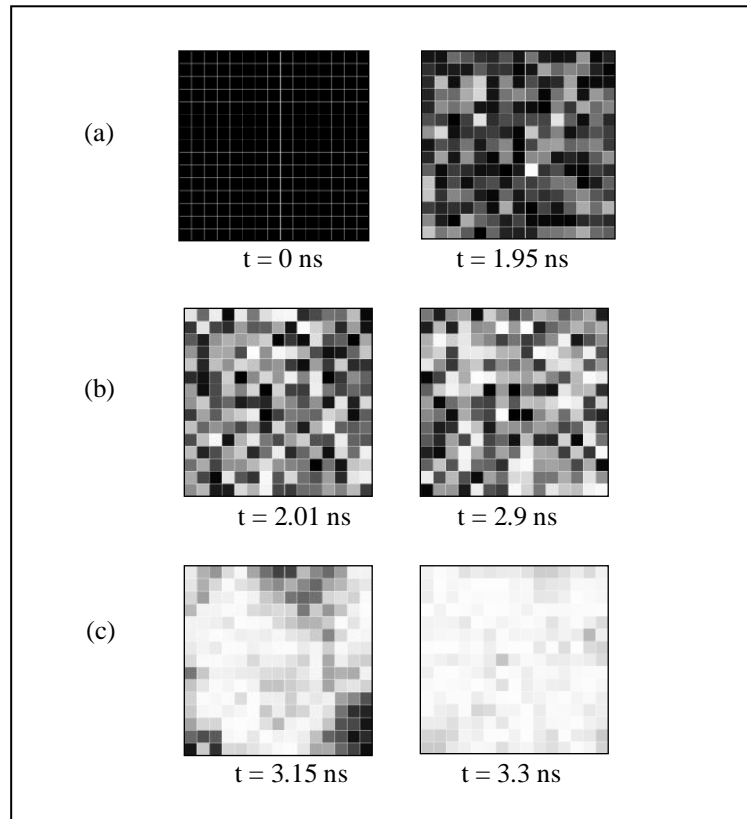 (a)
t = 0 ns
t = 1.95 ns
(b)
t = 2.01 ns
t = 2.9 ns
(c)
t = 3.15 ns
t = 3.3 ns